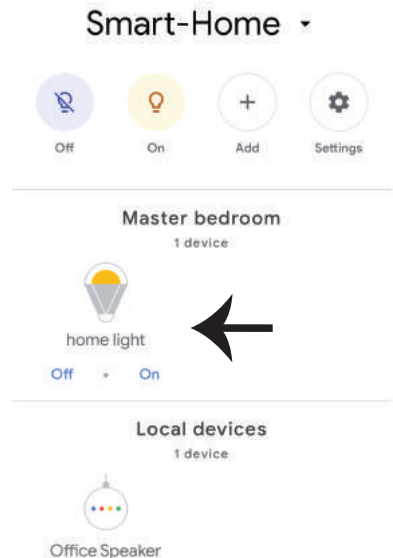 Smart-Home
Off On Add Settings
Master bedroom
1 device
home light
Off • On
Local devices
1 device
Office Speaker